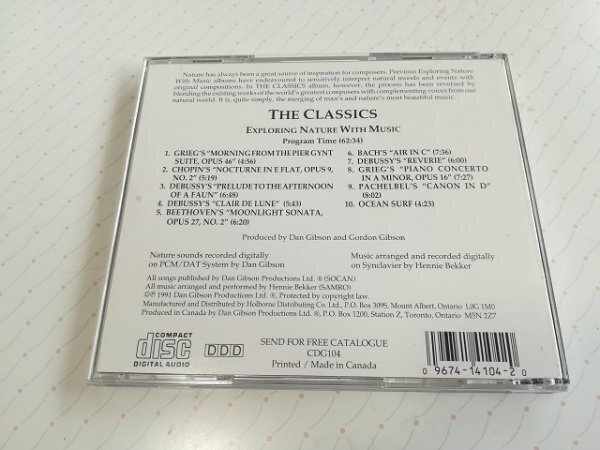 Nature has always been a great source of inspiration for composers. Previous Exploring Nature
With Music albums have endeavoured to sensitively interpret natural moods and events with
original compositions. In THE CLASSICS album, however, the process has been reversed by
blending the existing works of the world's greatest composers with complementing voices from our
natural world. It is, quite simply, the merging of man's and nature's most beautiful music.
THE CLASSICS
EXPLORING NATURE WITH MUSIC
Program Time (62:34)
1. GRIEG'S "MORNING FROM THE PIER GYNT
SUITE, OPUS 46" (4:56)
2. CHOPIN'S "NOCTURNE IN E FLAT, OPUS 9,
NO. 2" (5:19)
3. DEBUSSY'S "PRELUDE TO THE AFTERNOON
OF A FAUN" (6:48)
4. DEBUSSY'S "CLAIR DE LUNE" (5:43)
5. BEETHOVEN'S "MOONLIGHT SONATA,
OPUS 27, NO. 2" (6:20)
6. BACH'S "AIR IN C" (7:36)
7. DEBUSSY'S "REVERIE" (6:00)
8. GRIEG'S "PIANO CONCERTO
IN A MINOR, OPUS 16" (7:27)
9. PACHELBEL'S "CANON IN D"
(8:02)
10. OCEAN SURF (4:23)
Produced by Dan Gibson and Gordon Gibson
Nature sounds recorded digitally
on PCM/DAT System by Dan Gibson
Music arranged and recorded digitally
on Synclavier by Hennie Bekker
All songs published by Dan Gibson Productions Ltd. ® (SOCAN)
All music arranged and performed by Hennie Bekker (SAMRO)
©℗ 1991 Dan Gibson Productions Ltd. ®, Protected by copyright law.
Manufactured and Distributed by Holborne Distributing Co. Ltd., P.O. Box 309S, Mount Albert, Ontario L0G 1M0
Produced in Canada by Dan Gibson Productions Ltd. ®, P.O. Box 1200, Station Z, Toronto, Ontario M5N 2Z7
COMPACT
disc
DIGITAL AUDIO
DDD
SEND FOR FREE CATALOGUE
CDG104
Printed / Made in Canada
0 9674-14104-2 0